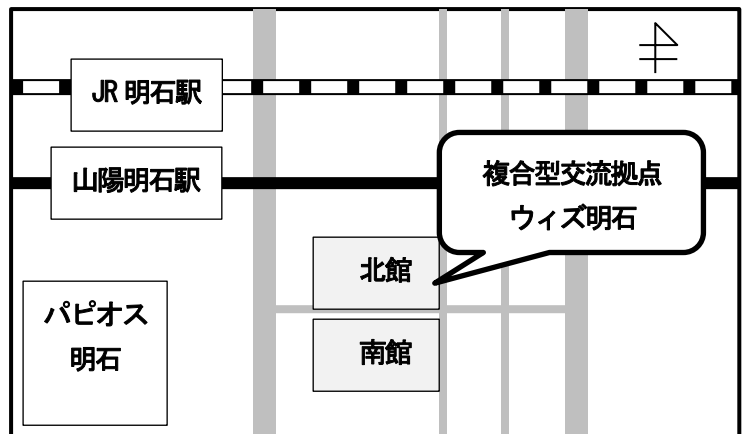 JR 明石駅
山陽明石駅
複合型交流拠点
ウィズ明石
北館
パピオス
明石
南館